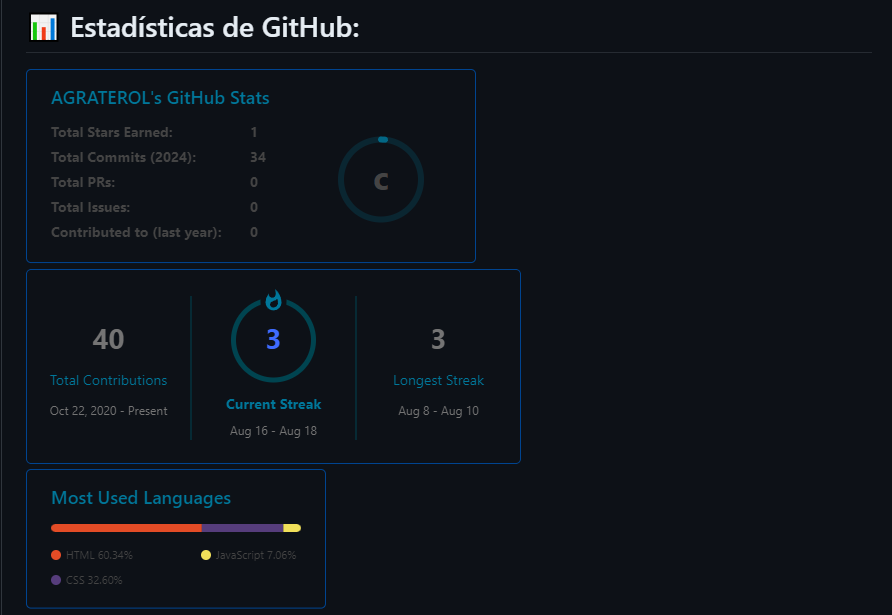 Estadísticas de GitHub:
AGRATEROL's GitHub Stats
Total Stars Earned: 1
Total Commits (2024): 34
Total PRs: 0
Total Issues: 0
Contributed to (last year): 0
C
40
Total Contributions
Oct 22, 2020 - Present
3
Current Streak
Aug 16 - Aug 18
3
Longest Streak
Aug 8 - Aug 10
Most Used Languages
HTML 60.34%
JavaScript 7.06%
CSS 32.60%